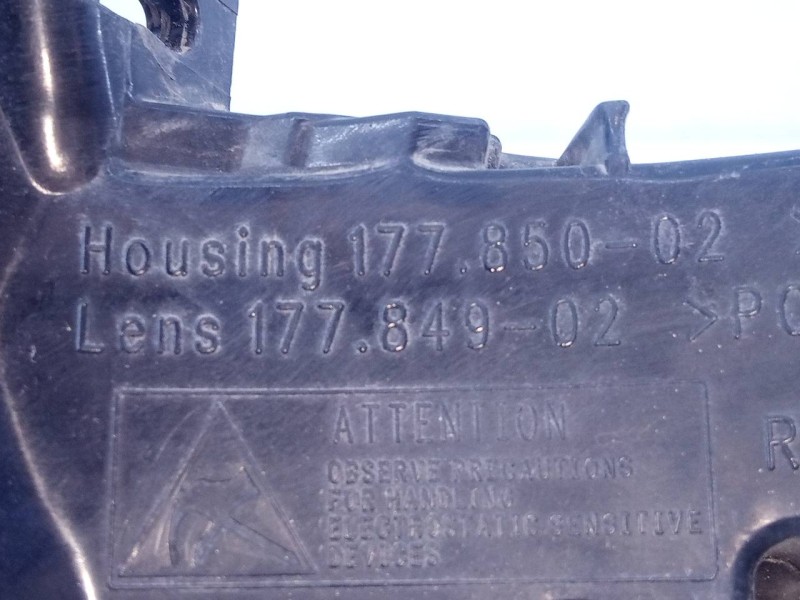 Housing 177.850-02
Lens 177.849-02 >PC
R
ATTENTION
OBSERVE PRECAUTIONS
FOR HANDLING
ELECTROSTATIC SENSITIVE
DEVICES